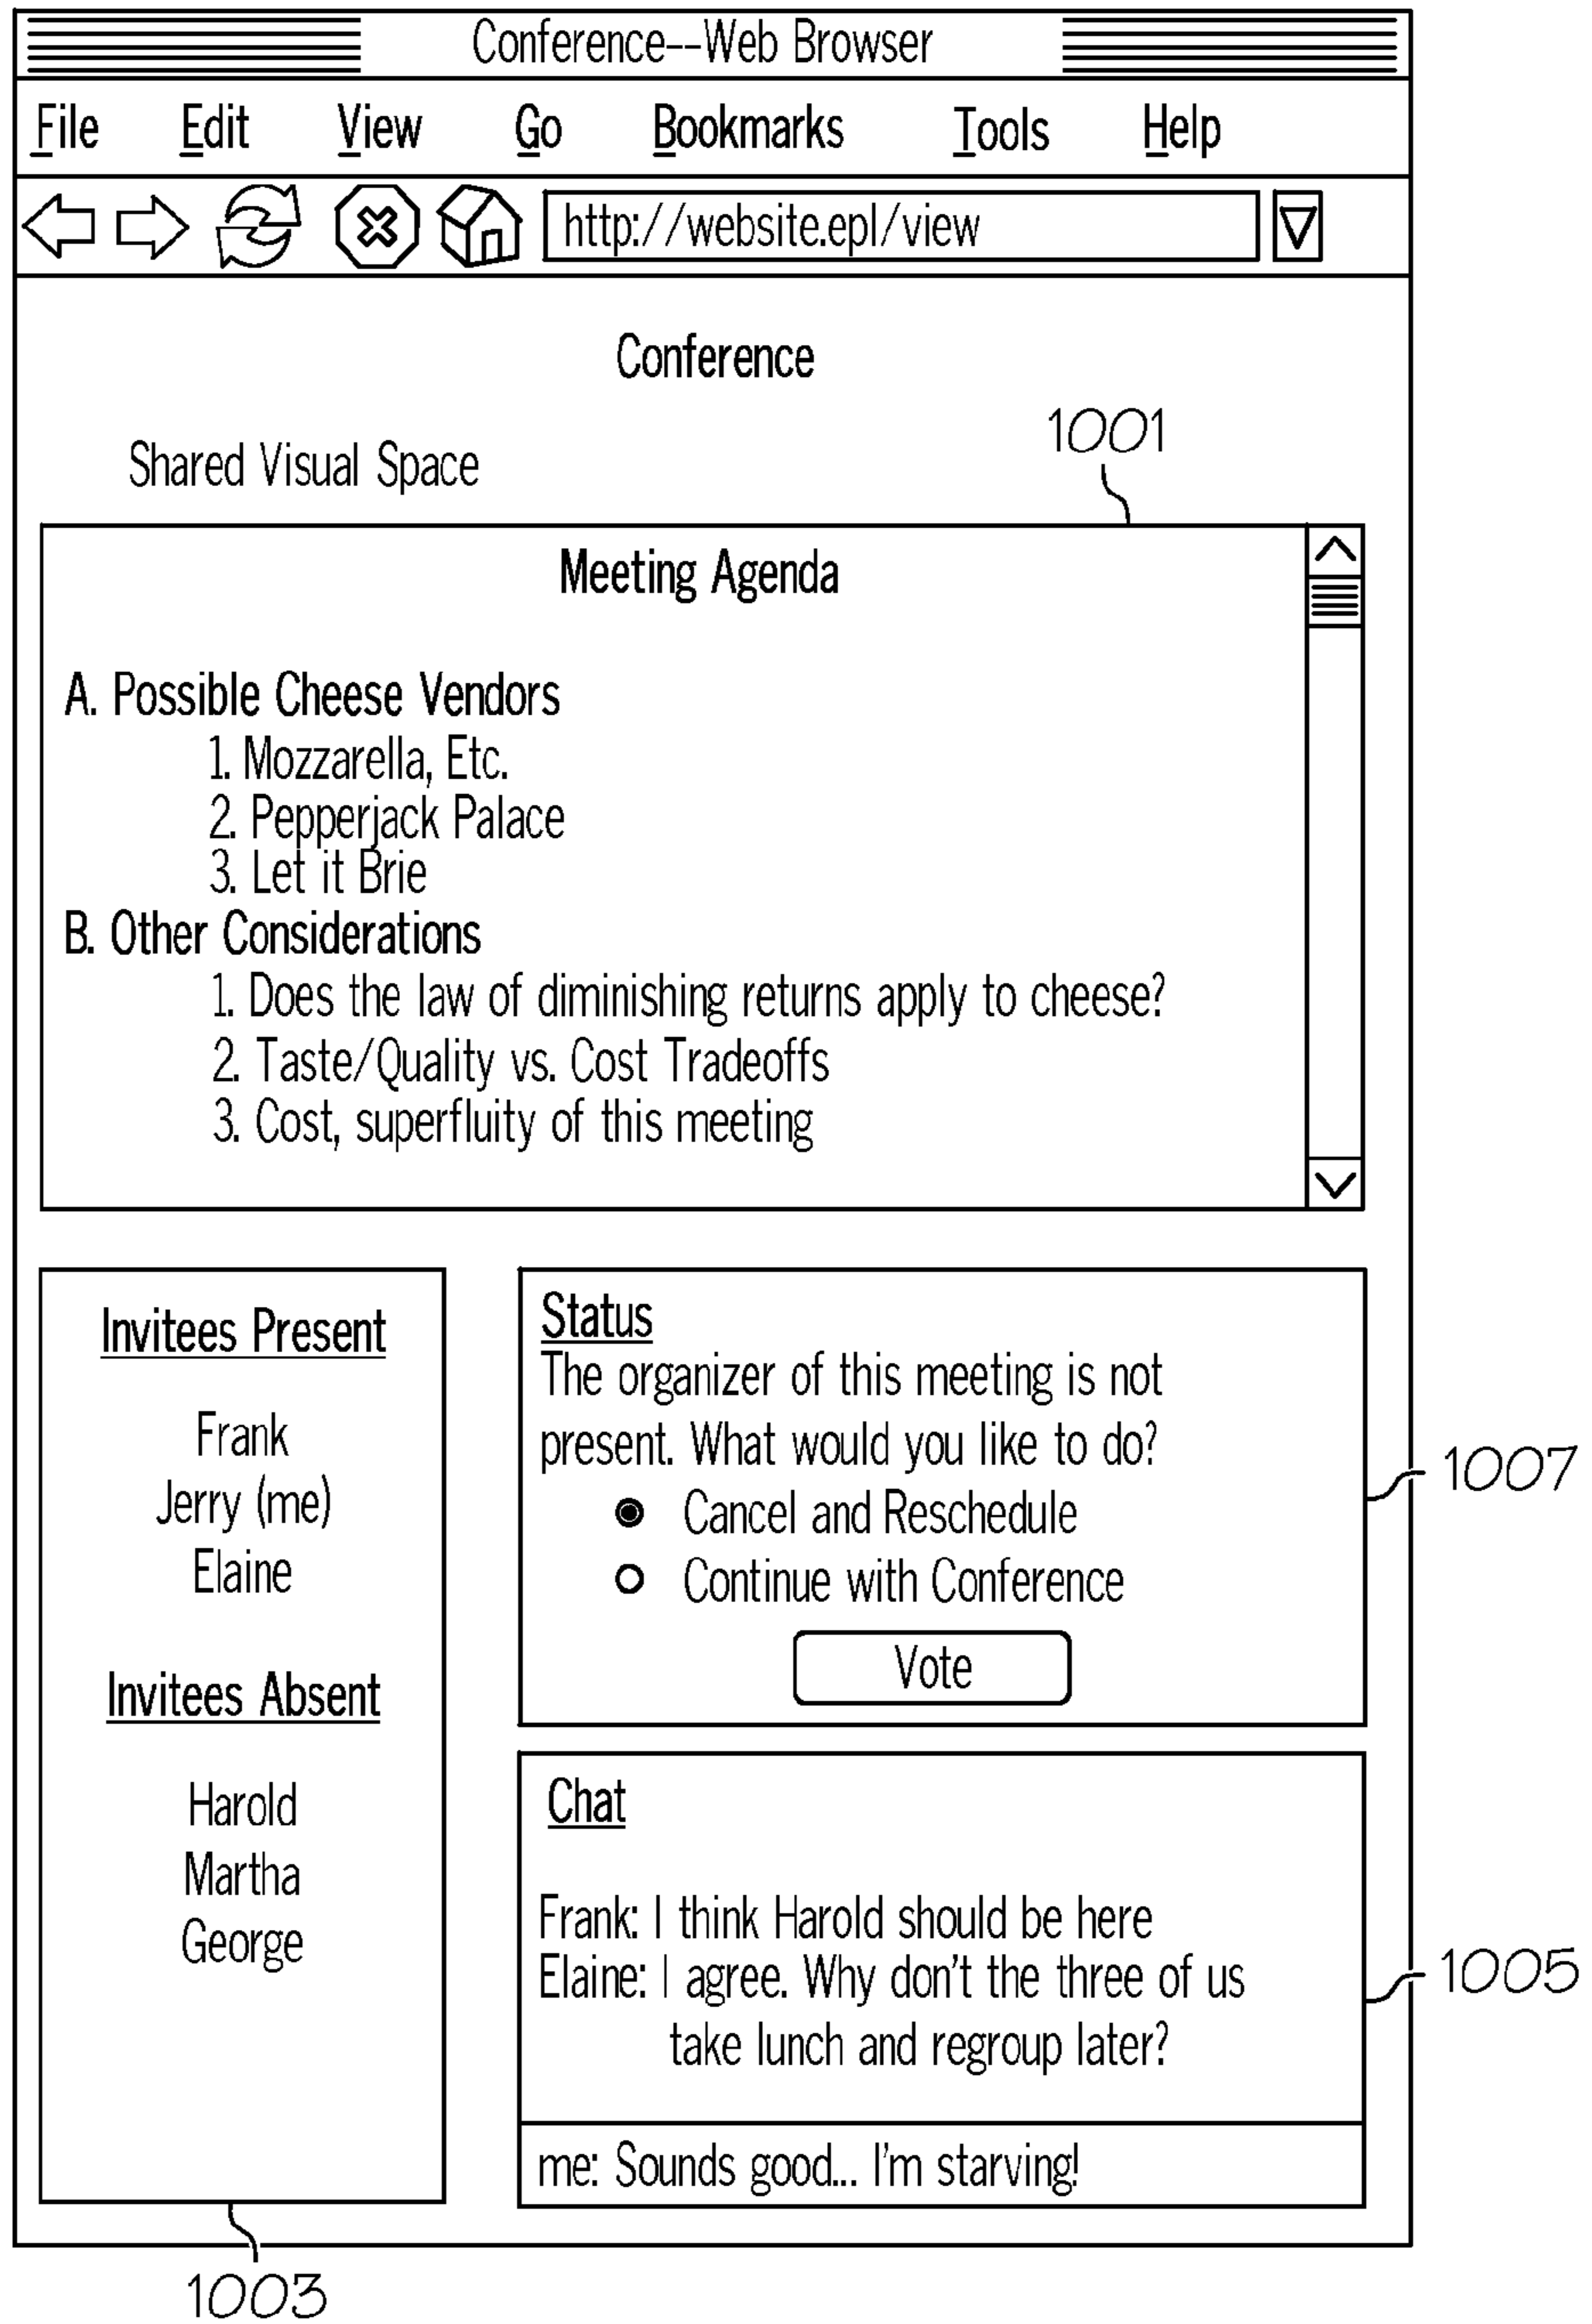 Conference--Web Browser
File Edit View Go Bookmarks Tools Help
http://website.epl/view
Conference
1001
Shared Visual Space
Meeting Agenda
A. Possible Cheese Vendors
1. Mozzarella, Etc.
2. Pepperjack Palace
3. Let it Brie
B. Other Considerations
1. Does the law of diminishing returns apply to cheese?
2. Taste/Quality vs. Cost Tradeoffs
3. Cost, superfluity of this meeting
Invitees Present
Frank
Jerry (me)
Elaine
Invitees Absent
Harold
Martha
George
1003
Status
The organizer of this meeting is not
present. What would you like to do?
Cancel and Reschedule
Continue with Conference
Vote
1007
Chat
Frank: I think Harold should be here
Elaine: I agree. Why don't the three of us
take lunch and regroup later?
me: Sounds good... I'm starving!
1005